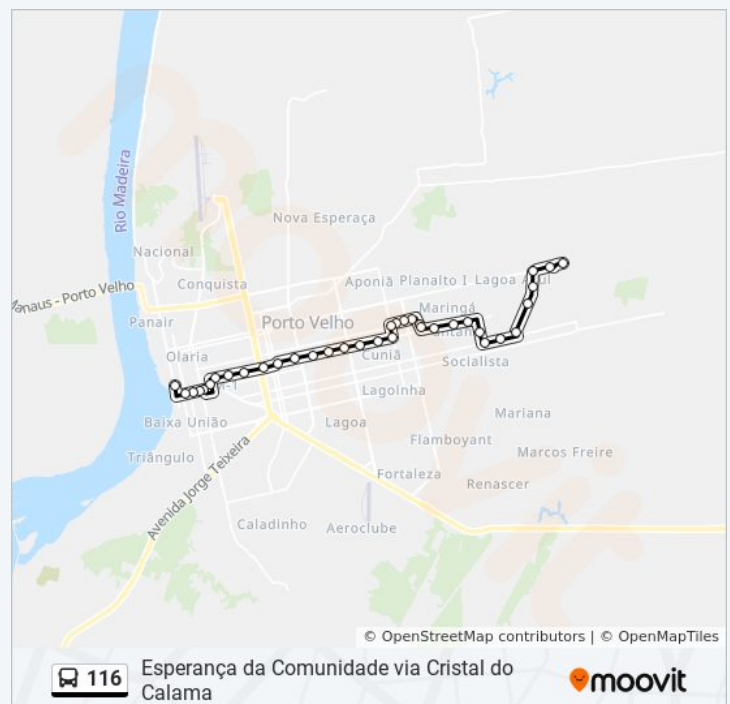 Rio Madeira
Nova Esperaça
Nacional
Conquista
Aponiã
Planalto I
Lagoa Azul
Manaus - Porto Velho
Maringá
Panair
Porto Velho
Olaria
Cuniã
Socialista
Lagoinha
Baixa União
Lagoa
Mariana
Flamboyant
Triângulo
Marcos Freire
Fortaleza
Renascer
Avenida Jorge Teixeira
Caladinho
Aeroclube
© OpenStreetMap contributors | © OpenMapTiles
116
Esperança da Comunidade via Cristal do
Calama
moovit